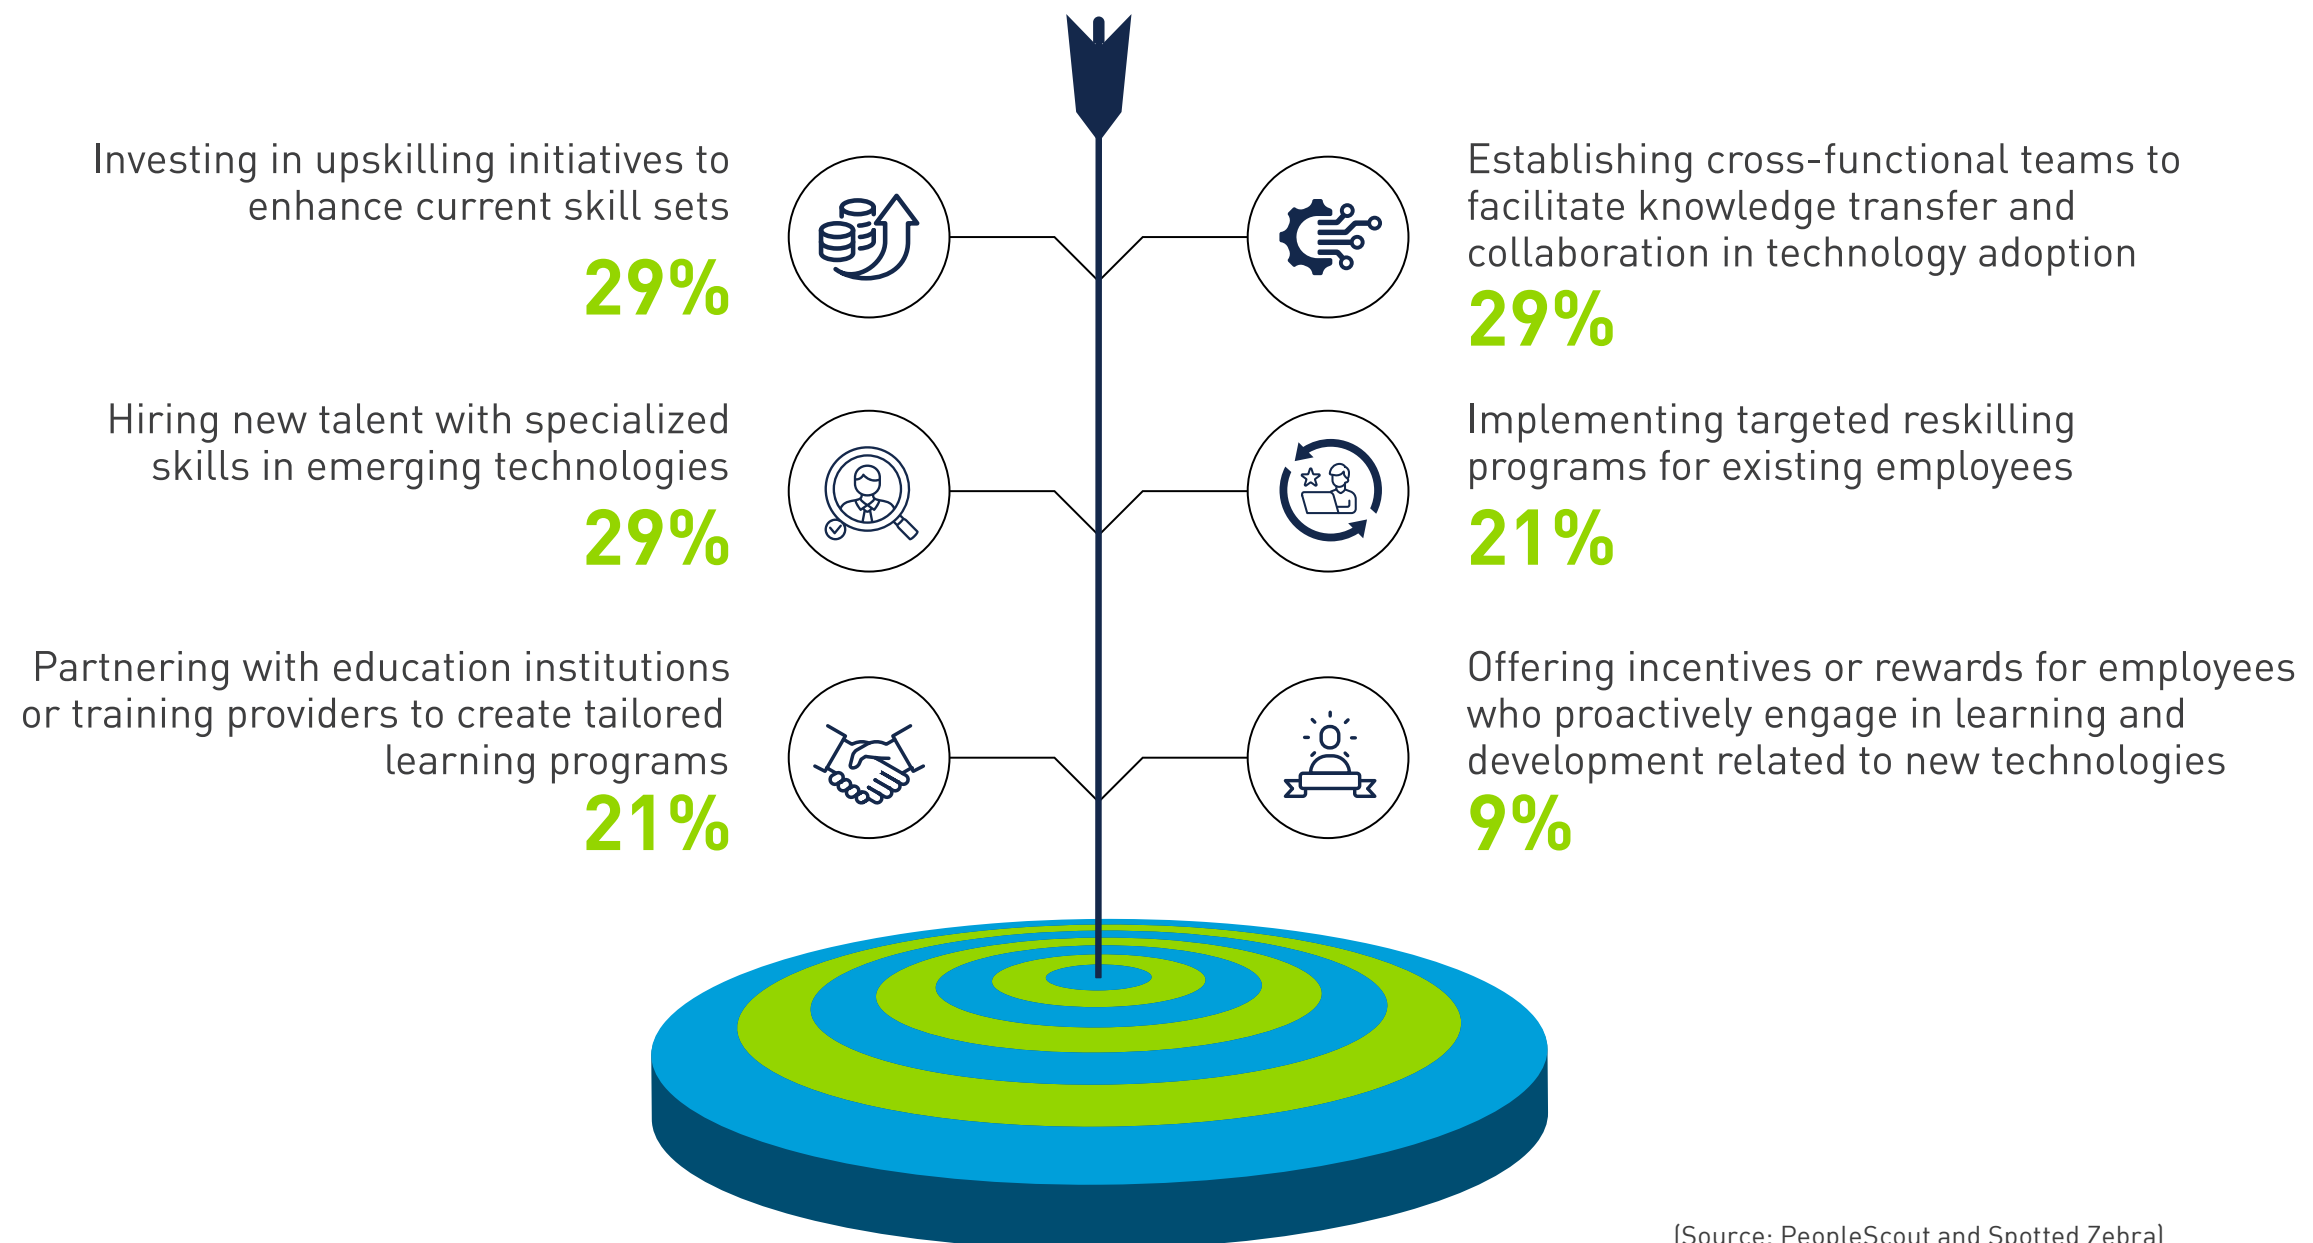 Investing in upskilling initiatives to
enhance current skill sets
29%
Establishing cross-functional teams to
facilitate knowledge transfer and
collaboration in technology adoption
29%
Hiring new talent with specialized
skills in emerging technologies
29%
Implementing targeted reskilling
programs for existing employees
21%
Partnering with education institutions
or training providers to create tailored
learning programs
21%
Offering incentives or rewards for employees
who proactively engage in learning and
development related to new technologies
9%
(Source: PeopleScout and Spotted Zebra)